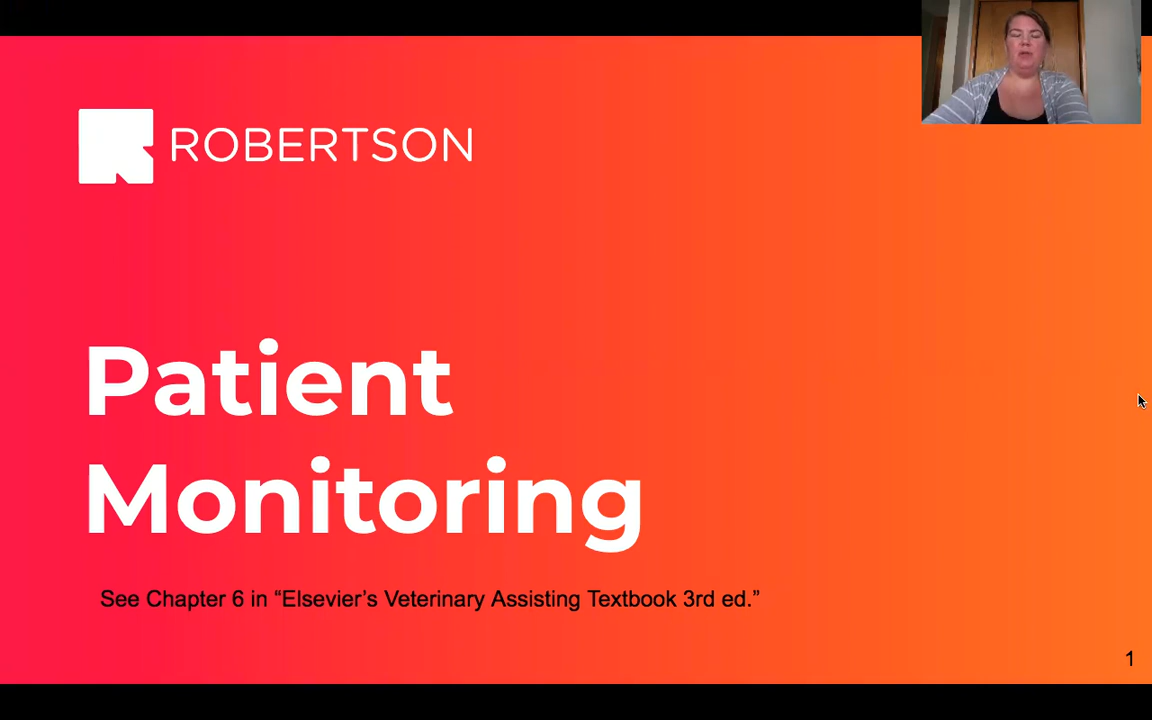 ROBERTSON
Patient
Monitoring
See Chapter 6 in “Elsevier’s Veterinary Assisting Textbook 3rd ed.”
1